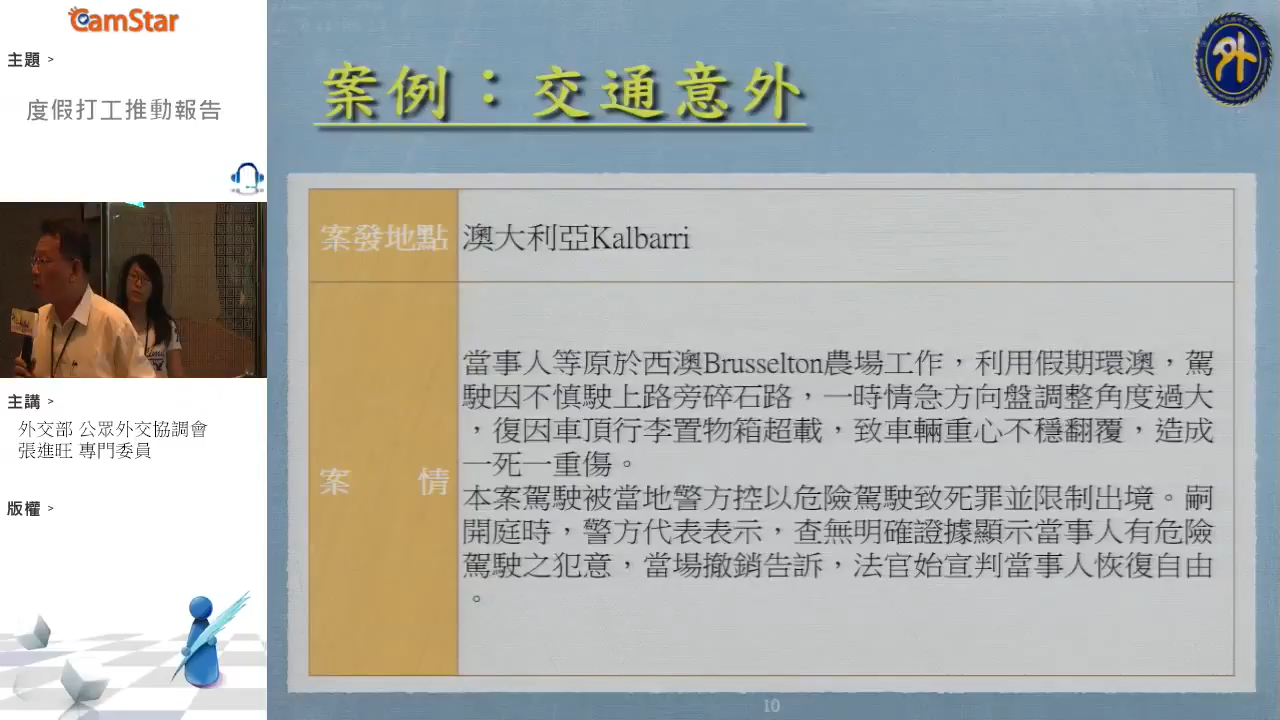 CamStar
主題 >
度假打工推動報告
主講 >
外交部 公眾外交協調會
張進旺 專門委員
版權 >
案例：交通意外
外
案發地點
澳大利亞Kalbarri
案 情
當事人等原於西澳Brusselton農場工作，利用假期環澳，駕
駛因不慎駛上路旁碎石路，一時情急方向盤調整角度過大
，復因車頂行李置物箱超載，致車輛重心不穩翻覆，造成
一死一重傷。
本案駕駛被當地警方控以危險駕駛致死罪並限制出境。嗣
開庭時，警方代表表示，查無明確證據顯示當事人有危險
駕駛之犯意，當場撤銷告訴，法官始宣判當事人恢復自由
。
10